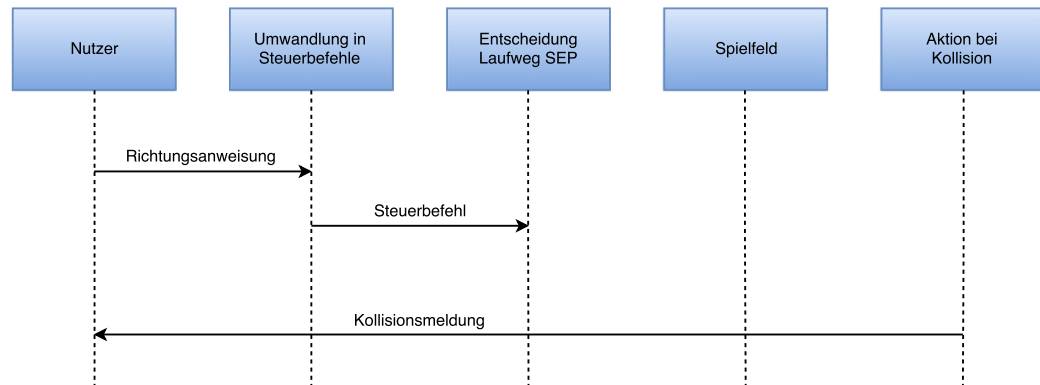 Nutzer
Umwandlung in
Steuerbefehle
Entscheidung
Laufweg SEP
Spielfeld
Aktion bei
Kollision
Richtungsanweisung
Steuerbefehl
Kollisionsmeldung